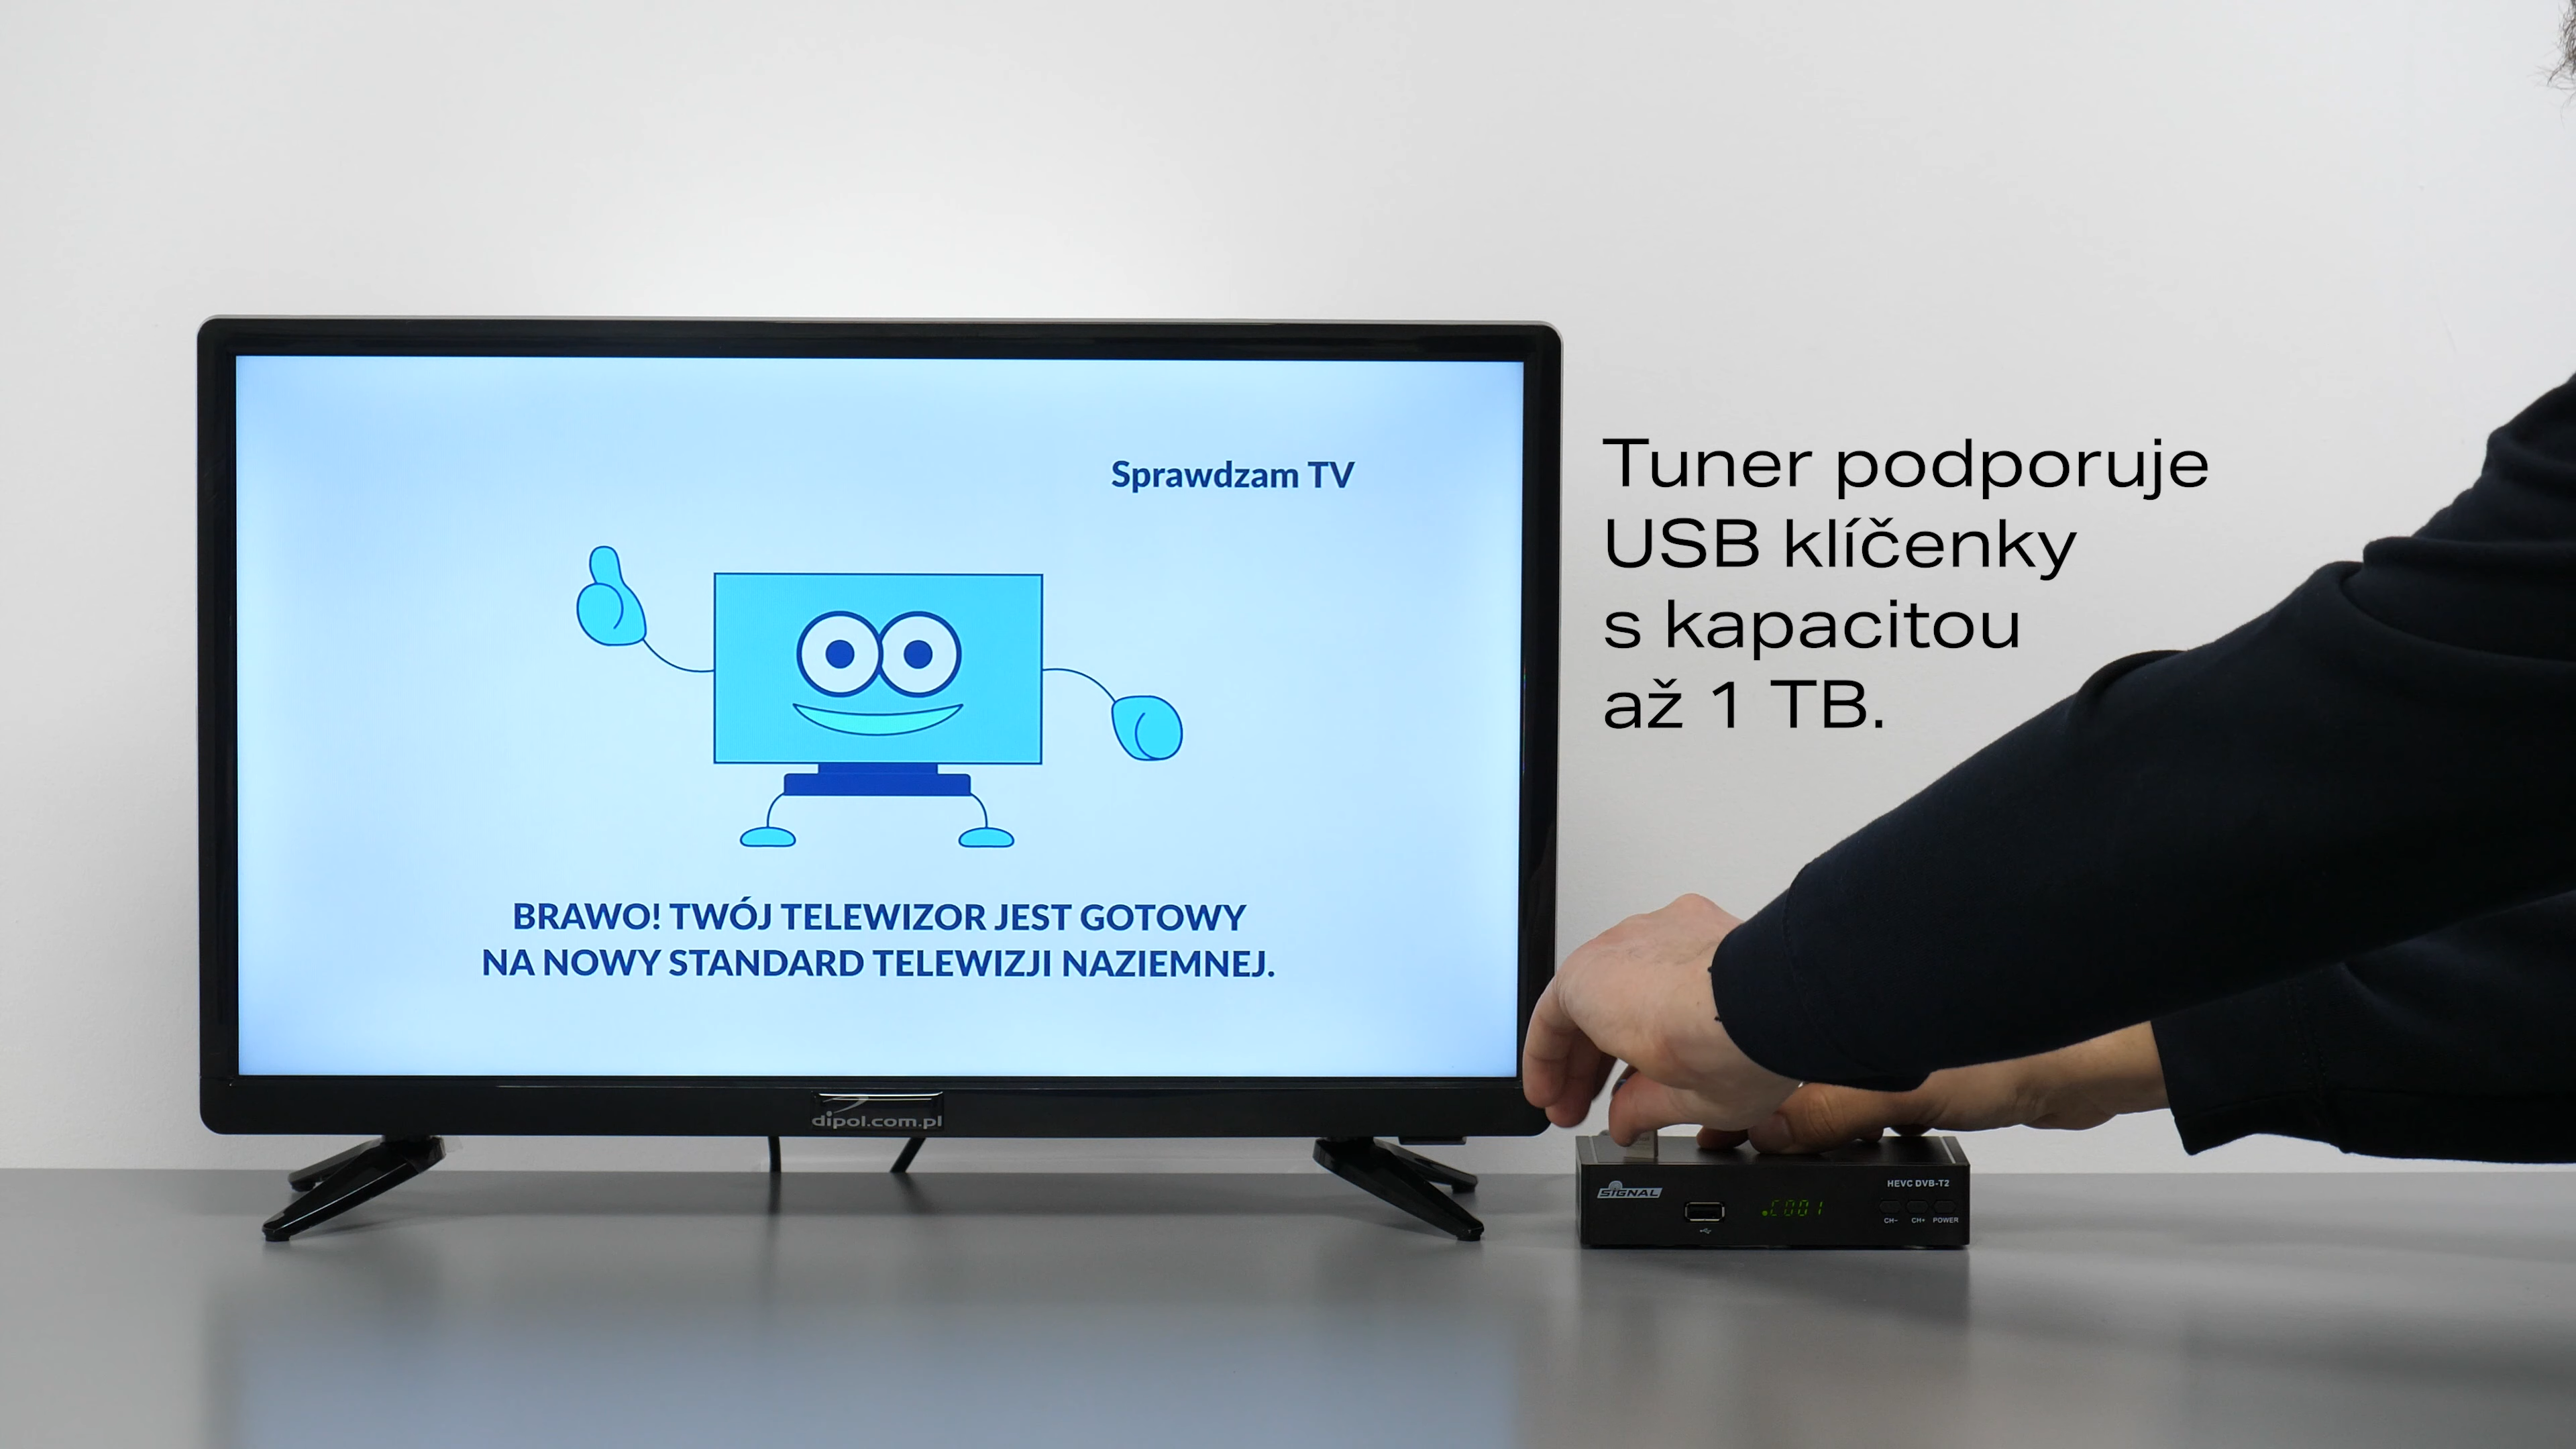 Sprawdzam TV
BRAWO! TWÓJ TELEWIZOR JEST GOTOWY
NA NOWY STANDARD TELEWIZJI NAZIEMNEJ.
dipol.com.pl
Tuner podporuje
USB klíčenky
s kapacitou
až 1 TB.
SIGNAL
HEVC DVB-T2
.C001
CH- CH+ POWER